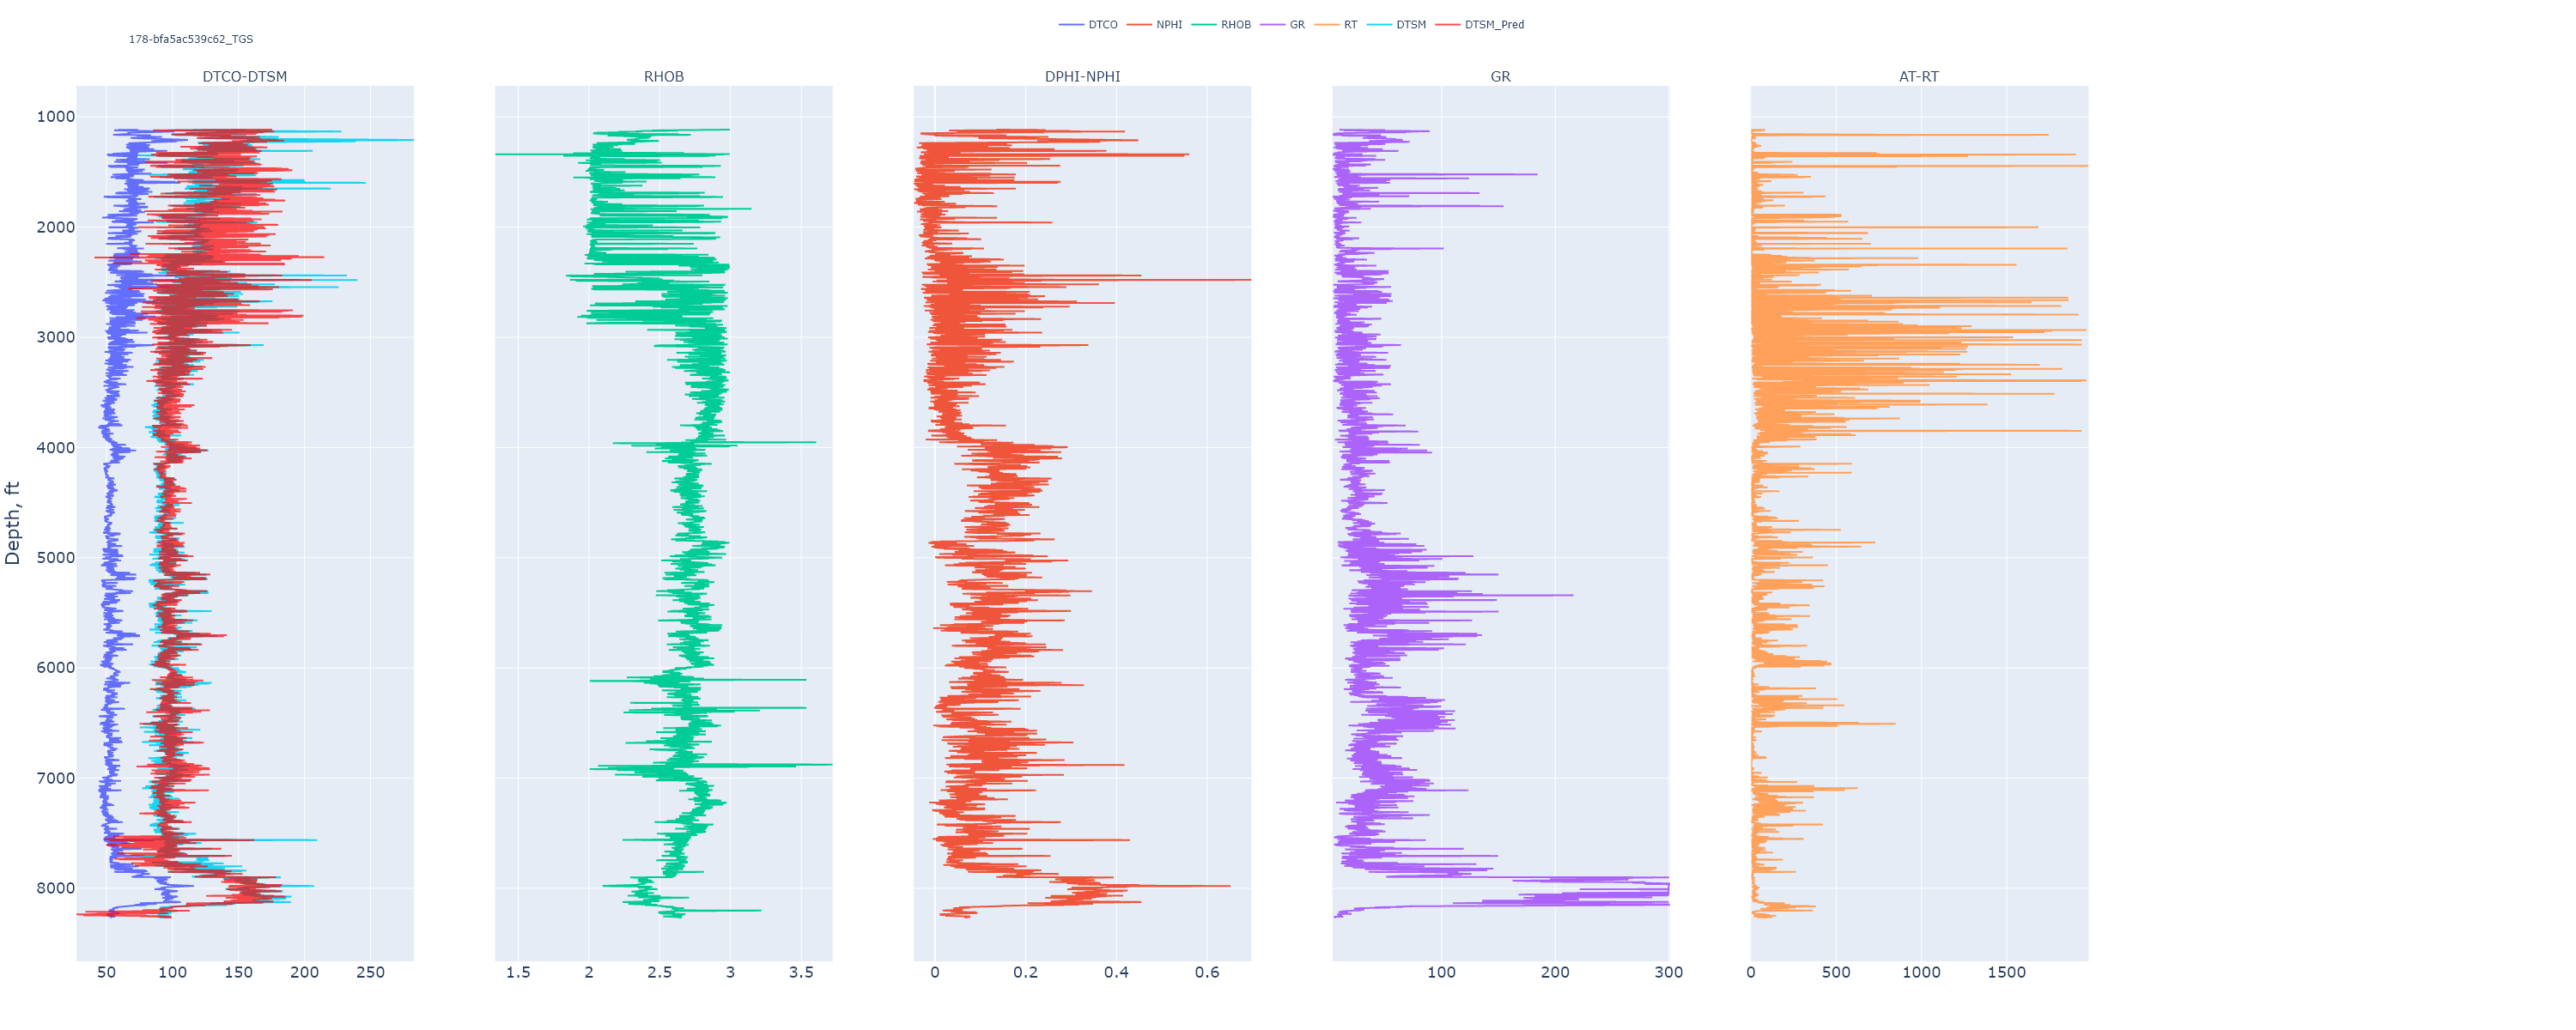 DTCO NPHI RHOB GR RT DTSM DTSM_Pred
178-bfa5ac539c62_TGS
DTCO-DTSM RHOB DPHI-NPHI GR AT-RT
1000
2000
3000
4000
5000
6000
7000
8000
Depth, ft
50 100 150 200 250 1.5 2 2.5 3 3.5 0 0.2 0.4 0.6 100 200 300 0 500 1000 1500